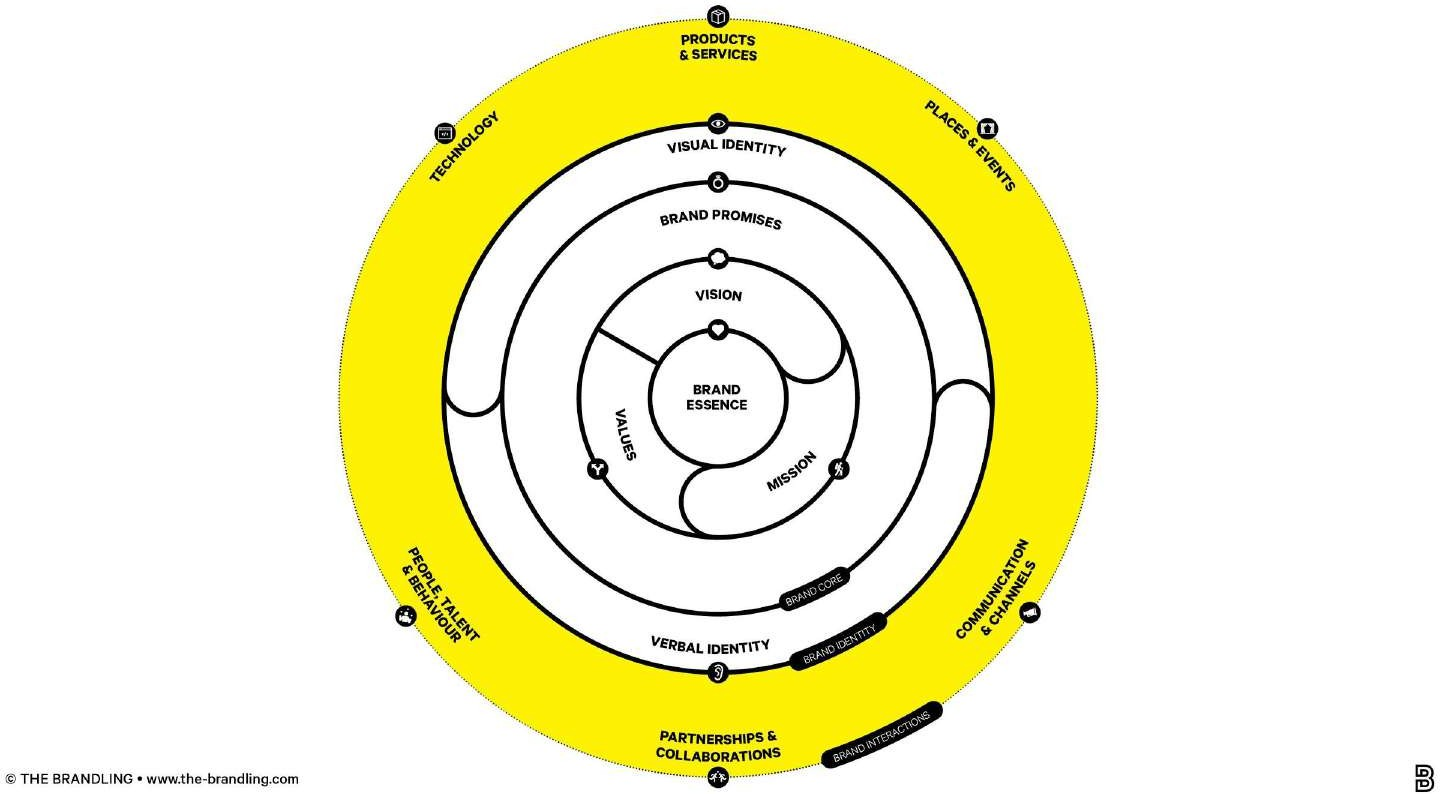 PRODUCTS
& SERVICES
TECHNOLOGY
PLACES & EVENTS
VISUAL IDENTITY
BRAND PROMISES
VISION
BRAND
ESSENCE
VALUES
MISSION
PEOPLE, TALENT
& BEHAVIOUR
COMMUNICATION
& CHANNELS
BRAND CORE
VERBAL IDENTITY
BRAND IDENTITY
PARTNERSHIPS &
COLLABORATIONS
BRAND INTERACTIONS
© THE BRANDLING • www.the-brandling.com
B